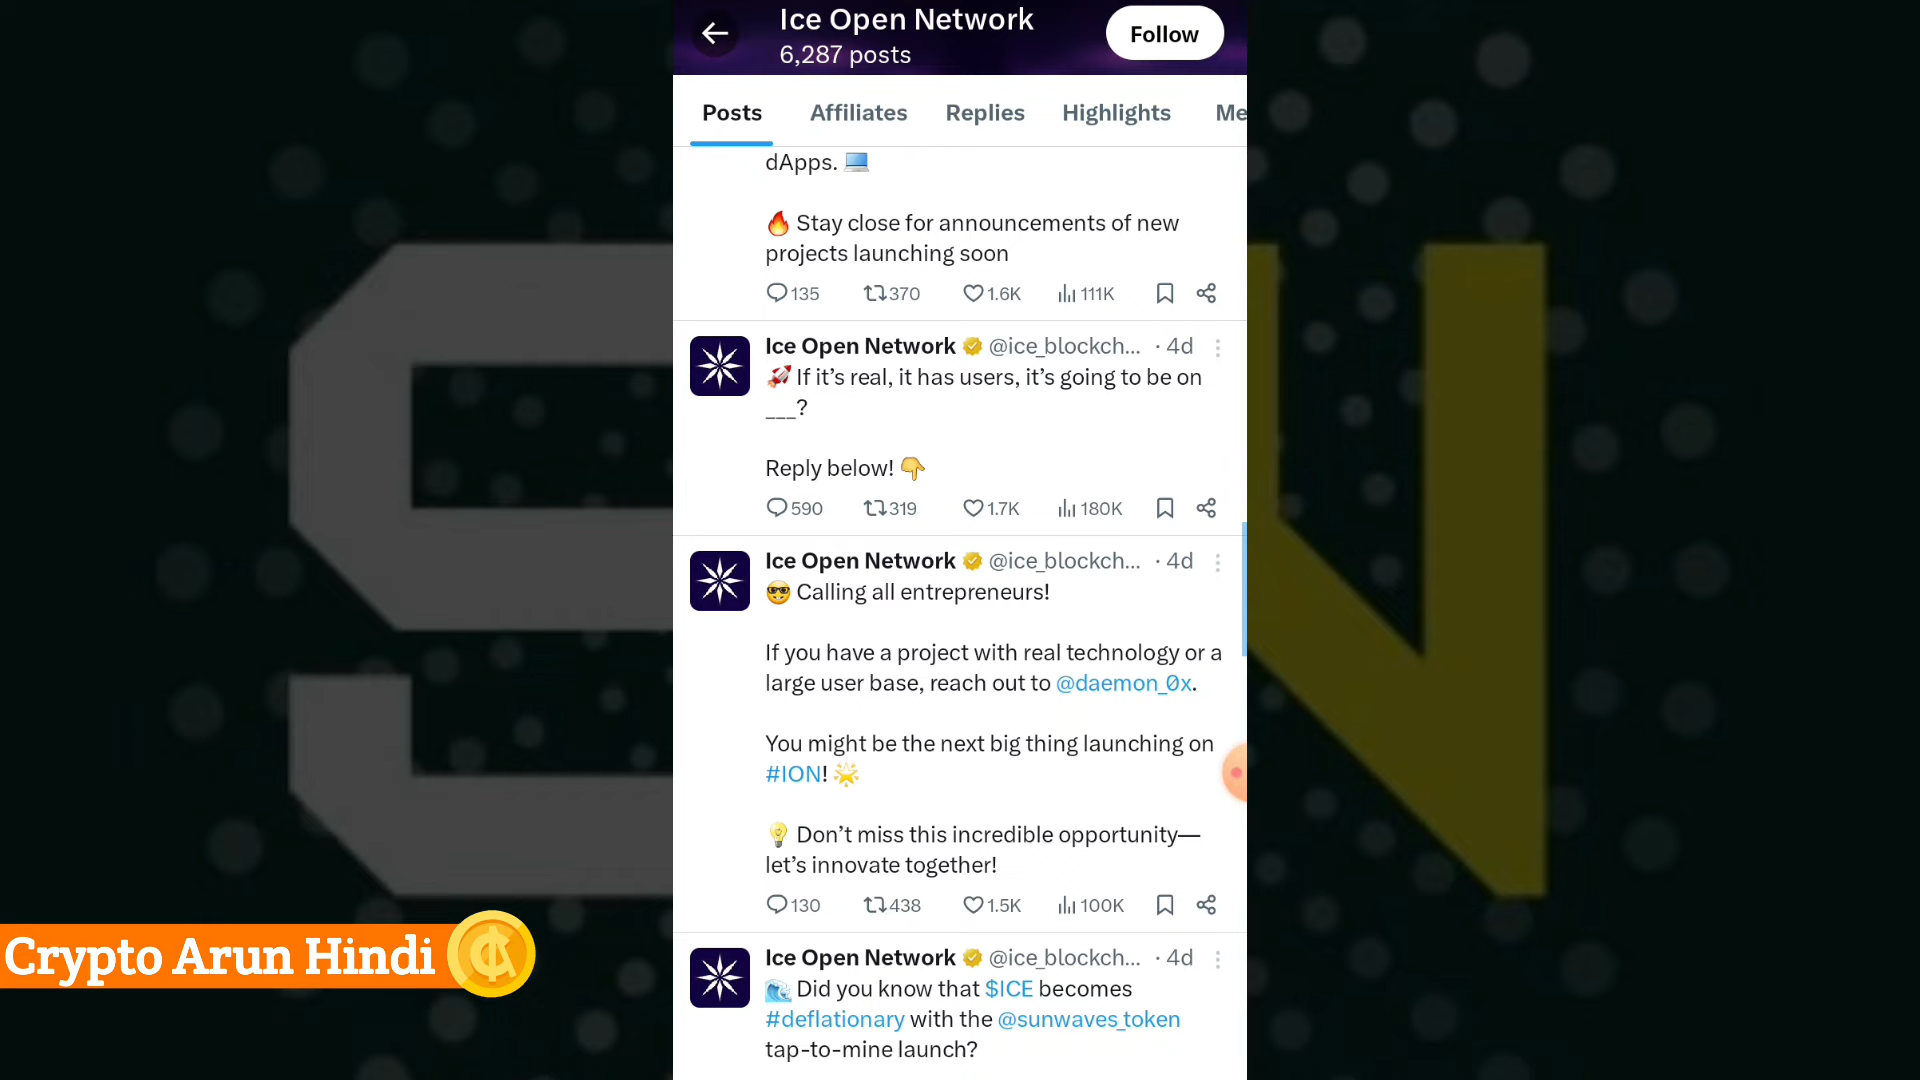 Ice Open Network
6,287 posts
Follow
Posts Affiliates Replies Highlights Me
dApps. 💻
🔥 Stay close for announcements of new
projects launching soon
135 370 1.6K 111K
Ice Open Network @ice_blockch... · 4d
🚀 If it’s real, it has users, it’s going to be on
___?
Reply below! 👇
590 319 1.7K 180K
Ice Open Network @ice_blockch... · 4d
😎 Calling all entrepreneurs!
If you have a project with real technology or a
large user base, reach out to @daemon_0x.
You might be the next big thing launching on
#ION! 🌟
💡 Don’t miss this incredible opportunity—
let’s innovate together!
130 438 1.5K 100K
Ice Open Network @ice_blockch... · 4d
🌊 Did you know that $ICE becomes
#deflationary with the @sunwaves_token
tap-to-mine launch?
Crypto Arun Hindi